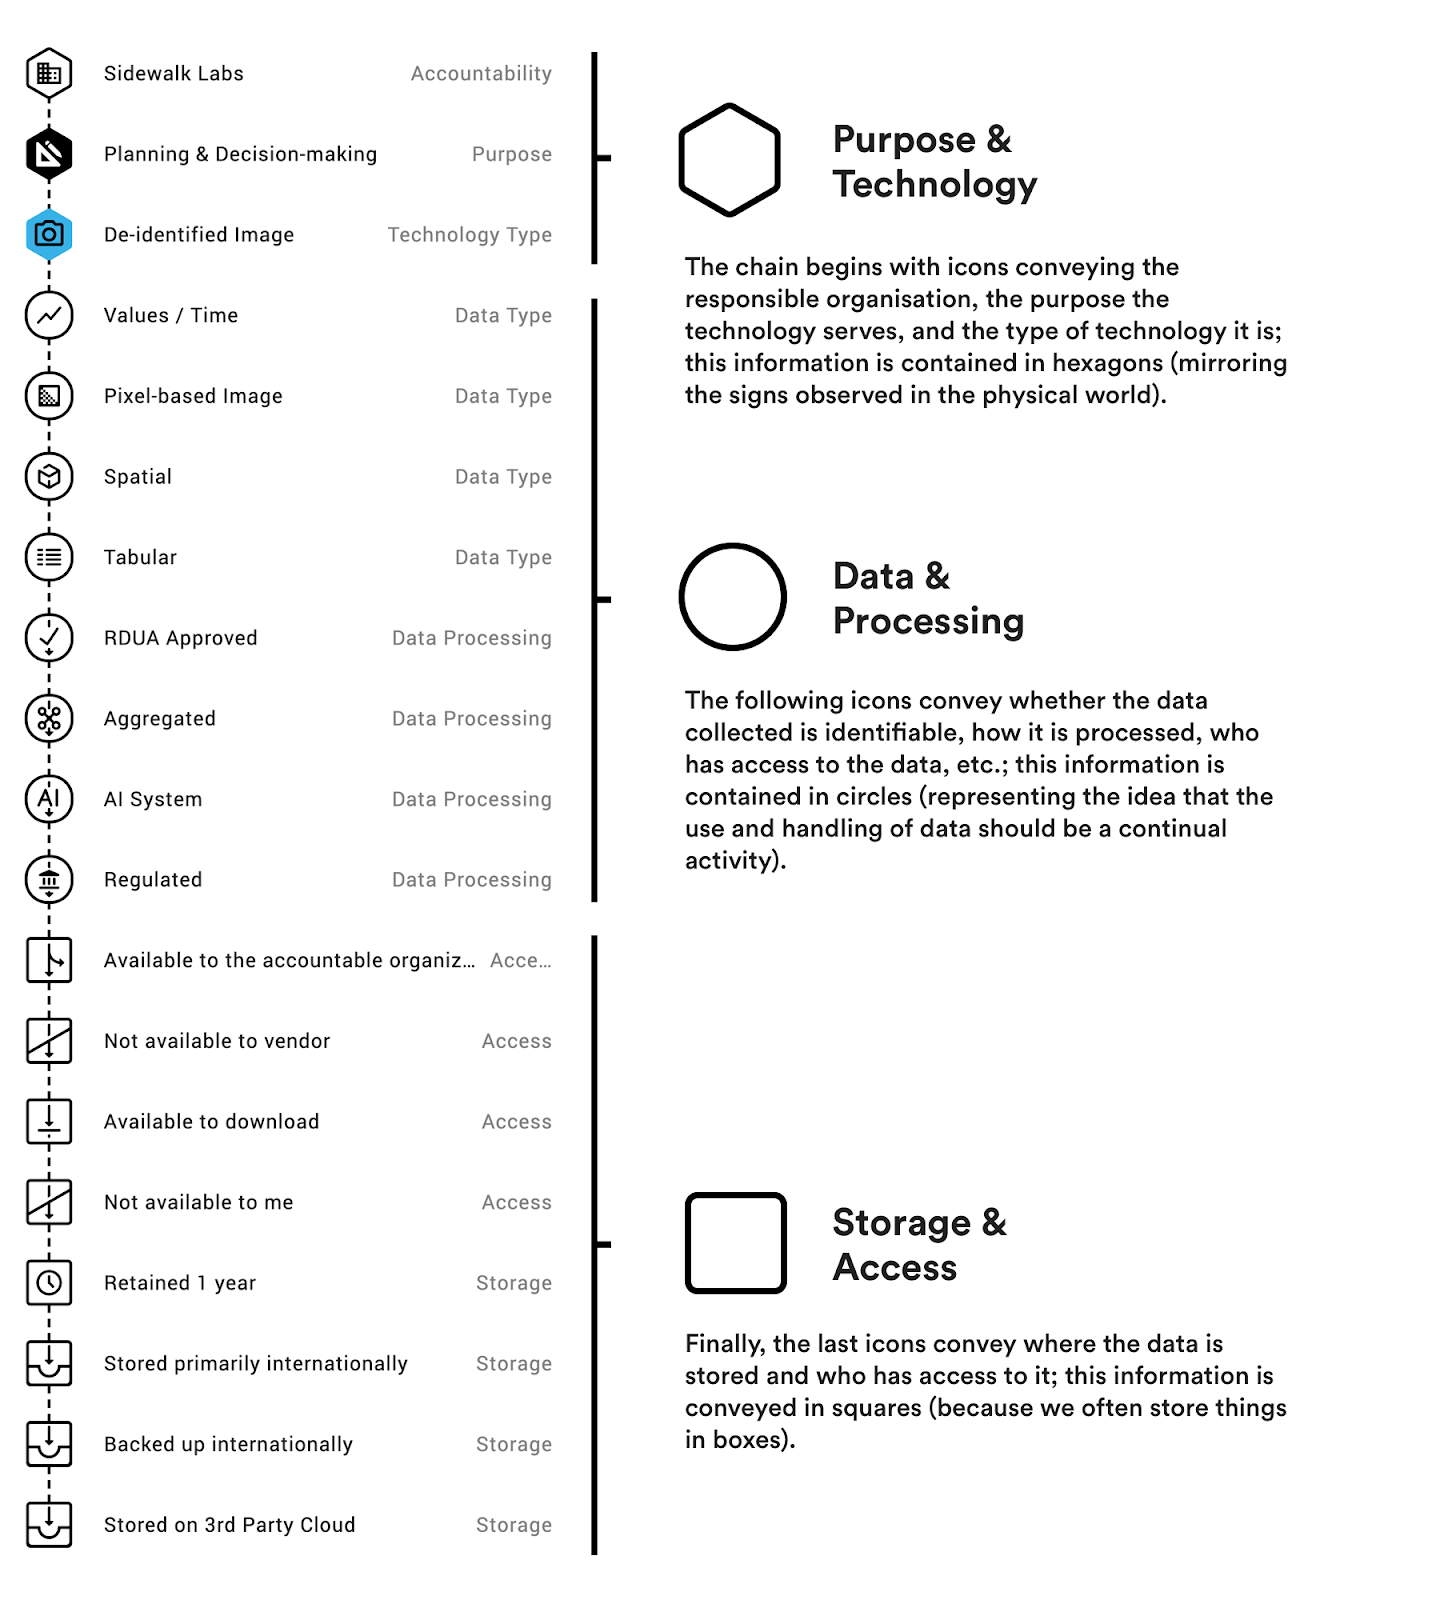 Sidewalk Labs Accountability
Planning & Decision-making Purpose
De-identified Image Technology Type
Values / Time Data Type
Pixel-based Image Data Type
Spatial Data Type
Tabular Data Type
RDUA Approved Data Processing
Aggregated Data Processing
AI System Data Processing
AI
Regulated Data Processing
Available to the accountable organiz... Acce...
Not available to vendor Access
Available to download Access
Not available to me Access
Retained 1 year Storage
Stored primarily internationally Storage
Backed up internationally Storage
Stored on 3rd Party Cloud Storage
Purpose &
Technology
The chain begins with icons conveying the
responsible organisation, the purpose the
technology serves, and the type of technology it is;
this information is contained in hexagons (mirroring
the signs observed in the physical world).
Data &
Processing
The following icons convey whether the data
collected is identifiable, how it is processed, who
has access to the data, etc.; this information is
contained in circles (representing the idea that the
use and handling of data should be a continual
activity).
Storage &
Access
Finally, the last icons convey where the data is
stored and who has access to it; this information is
conveyed in squares (because we often store things
in boxes).